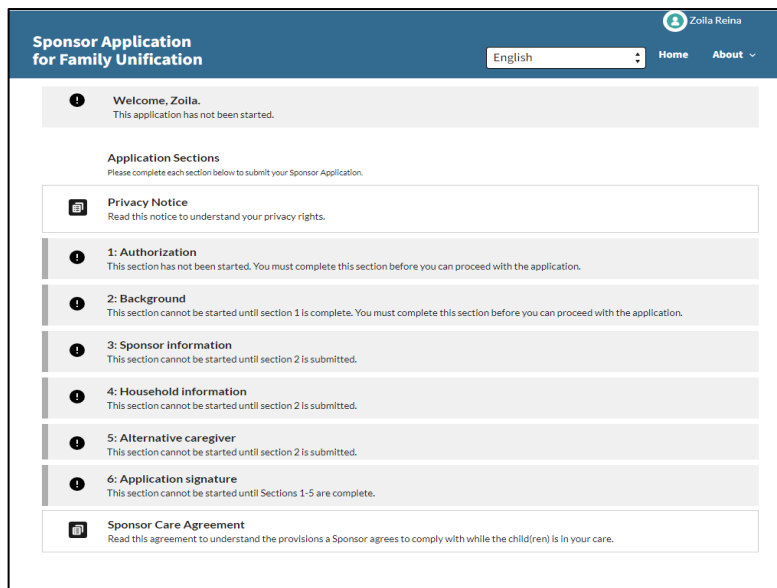 Zoila Reina
Sponsor Application
for Family Unification
English
Home
About
Welcome, Zoila.
This application has not been started.
Application Sections
Please complete each section below to submit your Sponsor Application.
Privacy Notice
Read this notice to understand your privacy rights.
1: Authorization
This section has not been started. You must complete this section before you can proceed with the application.
2: Background
This section cannot be started until section 1 is complete. You must complete this section before you can proceed with the application.
3: Sponsor information
This section cannot be started until section 2 is submitted.
4: Household information
This section cannot be started until section 2 is submitted.
5: Alternative caregiver
This section cannot be started until section 2 is submitted.
6: Application signature
This section cannot be started until Sections 1-5 are complete.
Sponsor Care Agreement
Read this agreement to understand the provisions a Sponsor agrees to comply with while the child(ren) is in your care.